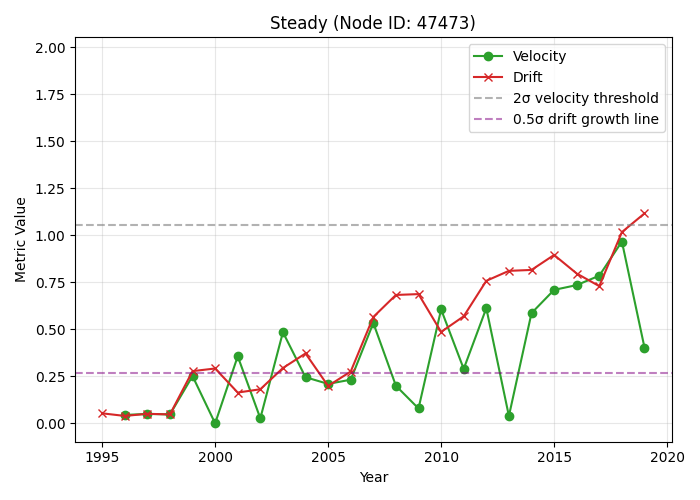 Steady (Node ID: 47473)
Velocity
Drift
2σ velocity threshold
0.5σ drift growth line
Metric Value
2.00
1.75
1.50
1.25
1.00
0.75
0.50
0.25
0.00
1995 2000 2005 2010 2015 2020
Year